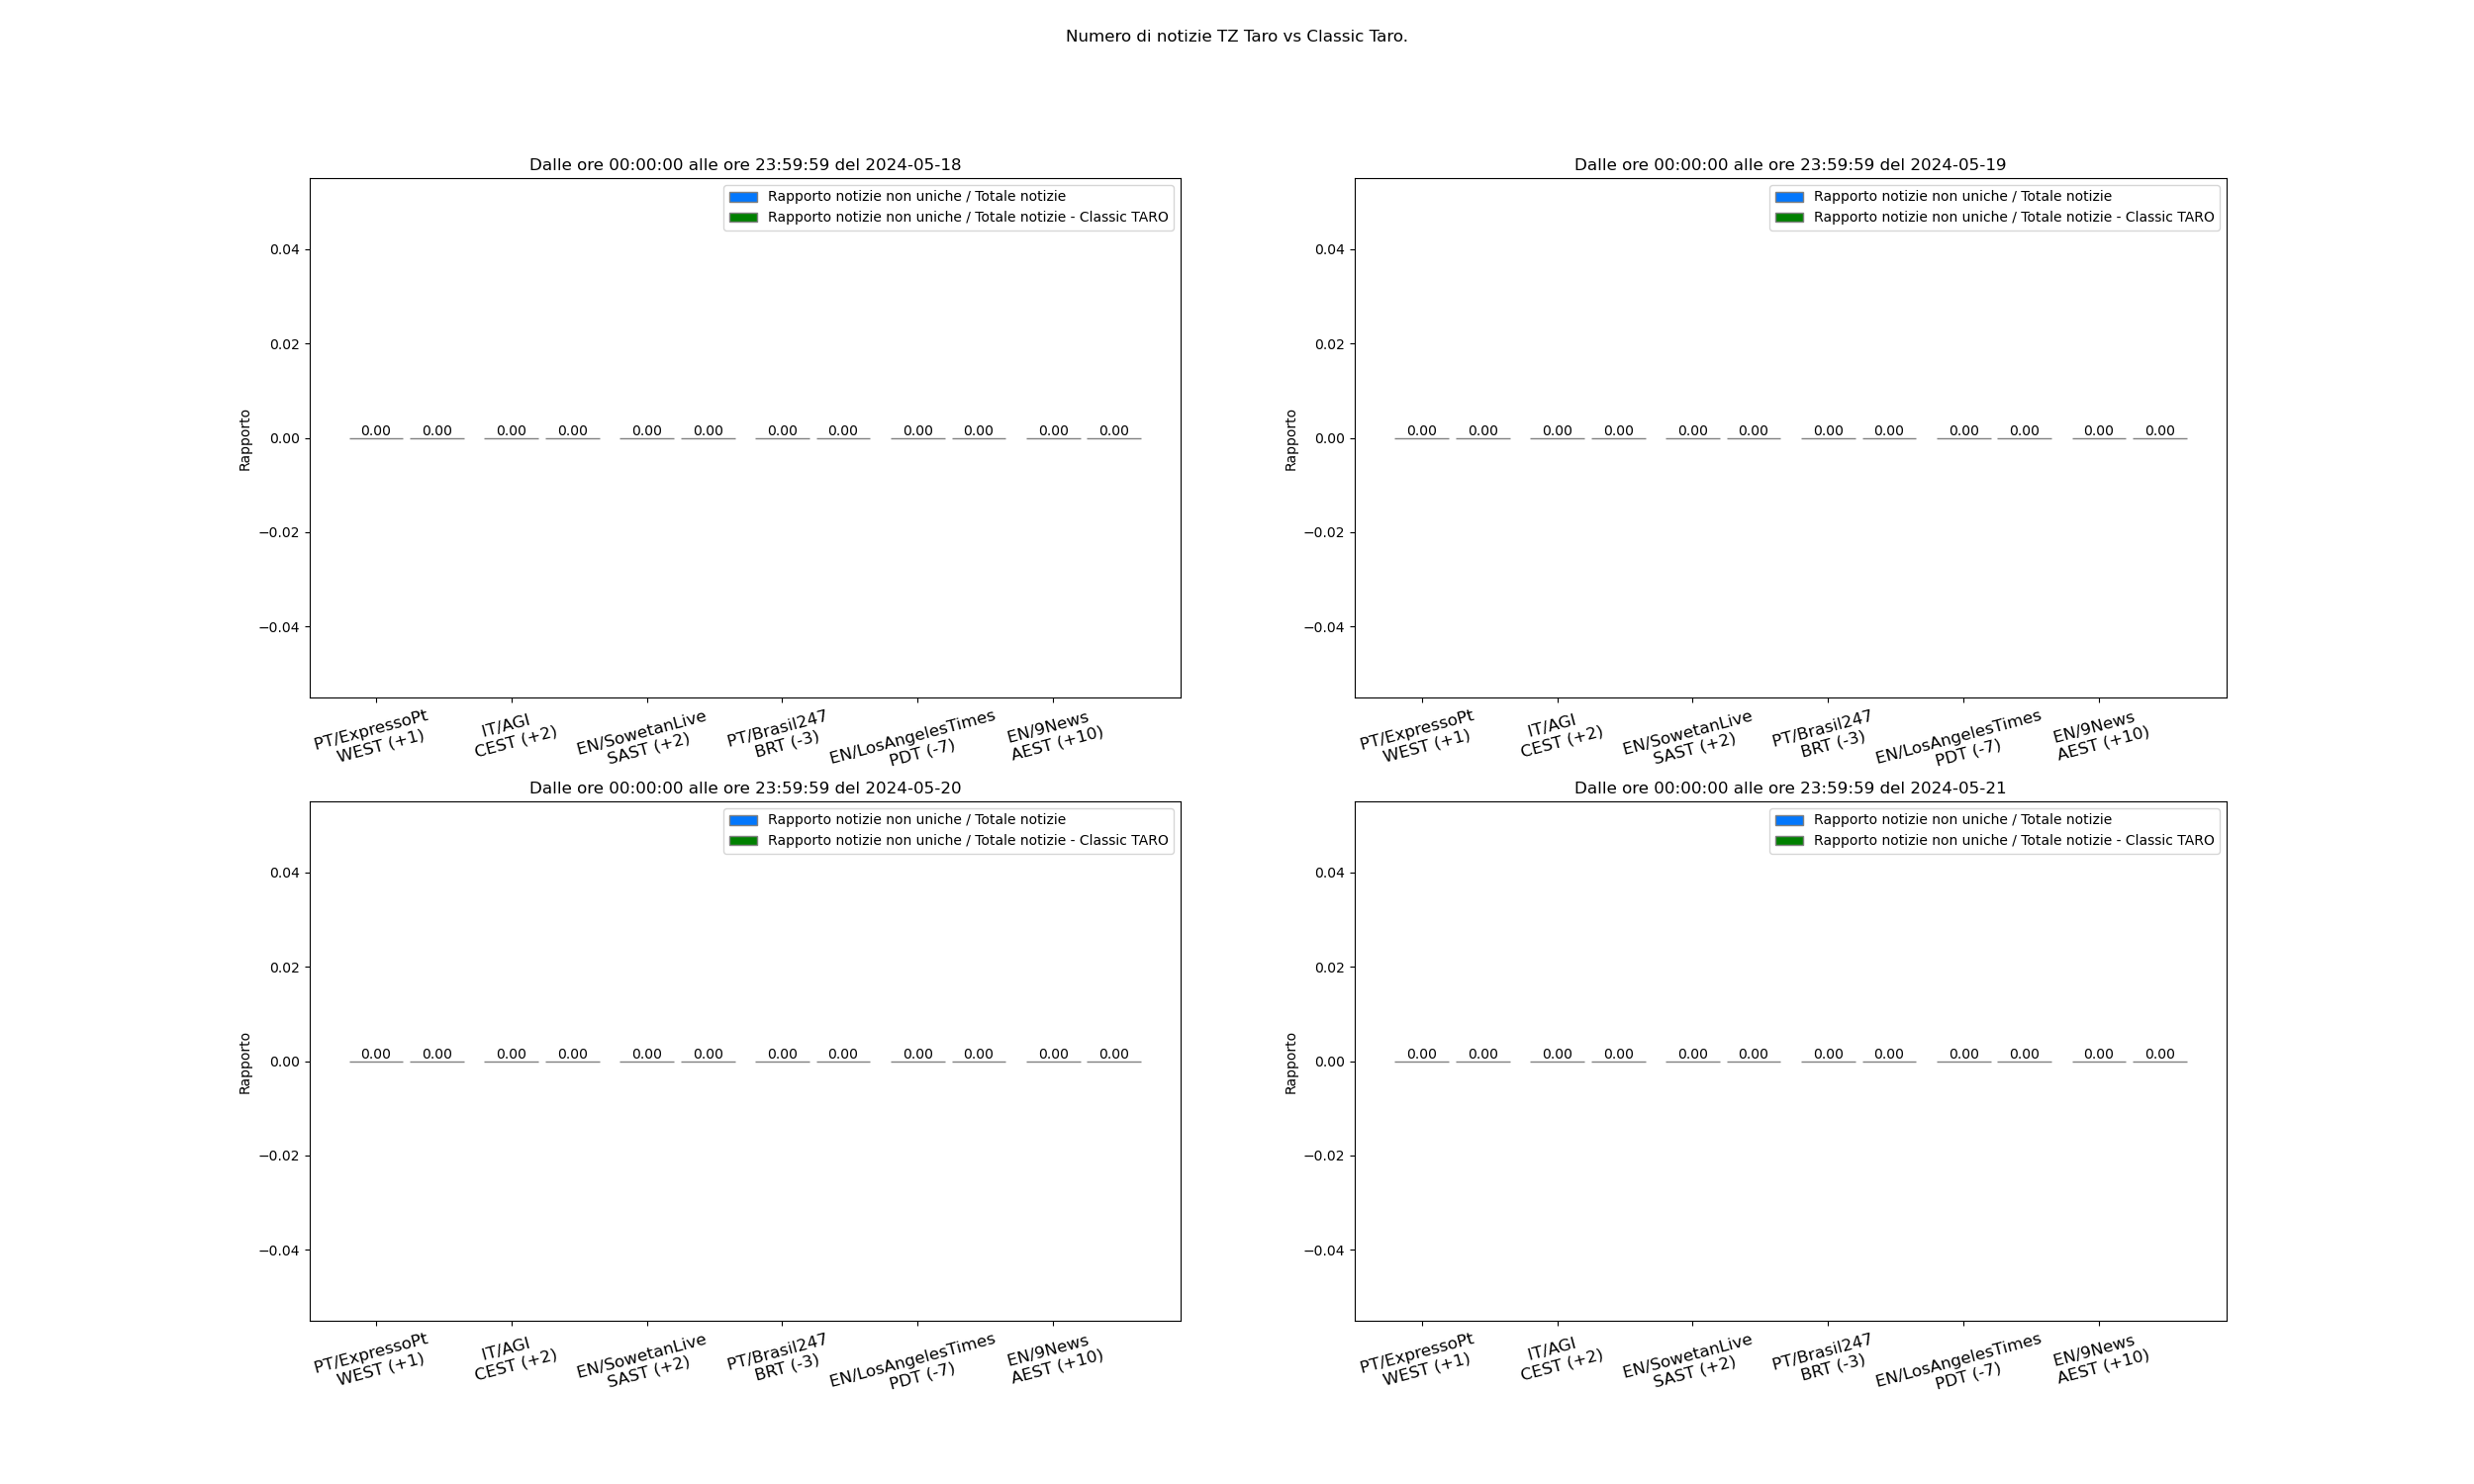 Numero di notizie TZ Taro vs Classic Taro.
Dalle ore 00:00:00 alle ore 23:59:59 del 2024-05-18
Rapporto notizie non uniche / Totale notizie
Rapporto notizie non uniche / Totale notizie - Classic TARO
Rapporto
0.04
0.02
0.00
−0.02
−0.04
0.00 0.00 0.00 0.00 0.00 0.00 0.00 0.00 0.00 0.00 0.00 0.00
PT/ExpressoPt
WEST (+1)
IT/AGI
CEST (+2)
EN/SowetanLive
SAST (+2)
PT/Brasil247
BRT (-3)
EN/LosAngelesTimes
PDT (-7)
EN/9News
AEST (+10)
Dalle ore 00:00:00 alle ore 23:59:59 del 2024-05-19
Rapporto notizie non uniche / Totale notizie
Rapporto notizie non uniche / Totale notizie - Classic TARO
Rapporto
0.04
0.02
0.00
−0.02
−0.04
0.00 0.00 0.00 0.00 0.00 0.00 0.00 0.00 0.00 0.00 0.00 0.00
PT/ExpressoPt
WEST (+1)
IT/AGI
CEST (+2)
EN/SowetanLive
SAST (+2)
PT/Brasil247
BRT (-3)
EN/LosAngelesTimes
PDT (-7)
EN/9News
AEST (+10)
Dalle ore 00:00:00 alle ore 23:59:59 del 2024-05-20
Rapporto notizie non uniche / Totale notizie
Rapporto notizie non uniche / Totale notizie - Classic TARO
Rapporto
0.04
0.02
0.00
−0.02
−0.04
0.00 0.00 0.00 0.00 0.00 0.00 0.00 0.00 0.00 0.00 0.00 0.00
PT/ExpressoPt
WEST (+1)
IT/AGI
CEST (+2)
EN/SowetanLive
SAST (+2)
PT/Brasil247
BRT (-3)
EN/LosAngelesTimes
PDT (-7)
EN/9News
AEST (+10)
Dalle ore 00:00:00 alle ore 23:59:59 del 2024-05-21
Rapporto notizie non uniche / Totale notizie
Rapporto notizie non uniche / Totale notizie - Classic TARO
Rapporto
0.04
0.02
0.00
−0.02
−0.04
0.00 0.00 0.00 0.00 0.00 0.00 0.00 0.00 0.00 0.00 0.00 0.00
PT/ExpressoPt
WEST (+1)
IT/AGI
CEST (+2)
EN/SowetanLive
SAST (+2)
PT/Brasil247
BRT (-3)
EN/LosAngelesTimes
PDT (-7)
EN/9News
AEST (+10)